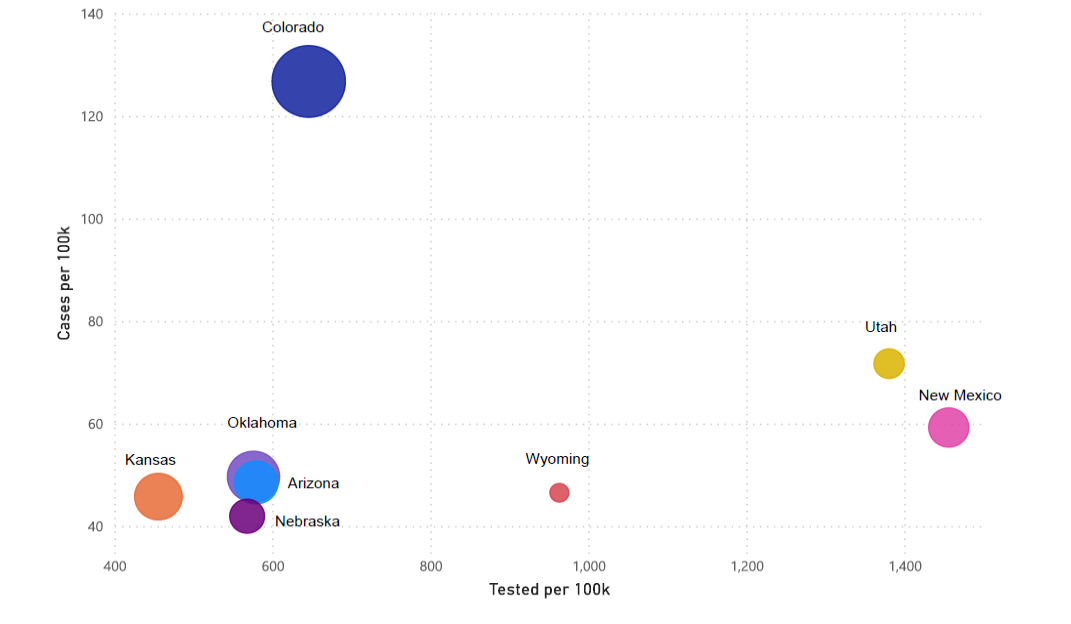 140
Colorado
120
100
Cases per 100k
80
Utah
New Mexico
60
Oklahoma
Kansas
Wyoming
Arizona
Nebraska
40
400 600 800 1,000 1,200 1,400
Tested per 100k